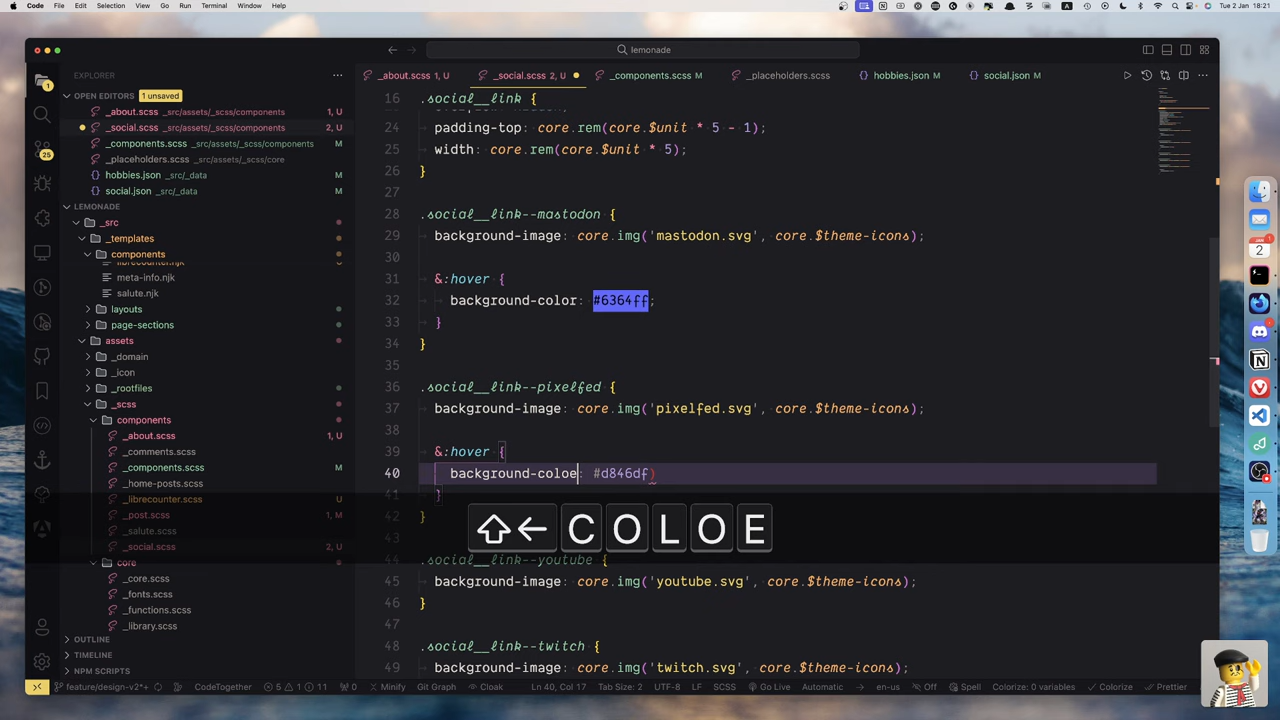 Code File Edit Selection View Go Run Terminal Window Help
Tue 2 Jan 18:21
lemonade
EXPLORER
OPEN EDITORS 1 unsaved
_about.scss _src/assets/_scss/components 1, U
_social.scss _src/assets/_scss/components 2, U
_components.scss _src/assets/_scss/components M
_placeholders.scss _src/assets/_scss/core
hobbies.json _src/_data M
social.json _src/_data M
LEMONADE
_src
_templates
components
librecounter.njk
meta-info.njk
salute.njk
layouts
page-sections
assets
_domain
_icon
_rootfiles
_scss
components
_about.scss 1, U
_comments.scss
_components.scss M
_home-posts.scss
_librecounter.scss U
_post.scss U
_salute.scss
_social.scss 2, U
core
_core.scss
_fonts.scss
_functions.scss
_library.scss
OUTLINE
TIMELINE
NPM SCRIPTS
_about.scss 1, U _social.scss 2, U _components.scss M _placeholders.scss hobbies.json M social.json M
16 .social__link {
24 padding-top: core.rem(core.$unit * 5 - 1);
25 width: core.rem(core.$unit * 5);
26 }
27
28 .social__link--mastodon {
29 background-image: core.img('mastodon.svg', core.$theme-icons);
30
31 &:hover {
32 background-color: #6364ff;
33 }
34 }
35
36 .social__link--pixelfed {
37 background-image: core.img('pixelfed.svg', core.$theme-icons);
38
39 &:hover {
40 background-coloe: #d846df)
41 }
42 }
43
44 .social__link--youtube {
45 background-image: core.img('youtube.svg', core.$theme-icons);
46 }
47
48 .social__link--twitch {
49 background-image: core.img('twitch.svg', core.$theme-icons);
⇧← C O L O E
feature/design-v2*+ CodeTogether 5 1 11 0 Minify Git Graph Cloak Ln 40, Col 17 Tab Size: 2 UTF-8 LF SCSS Go Live Automatic en-us Off Spell Colorize: 0 variables Colorize Prettier